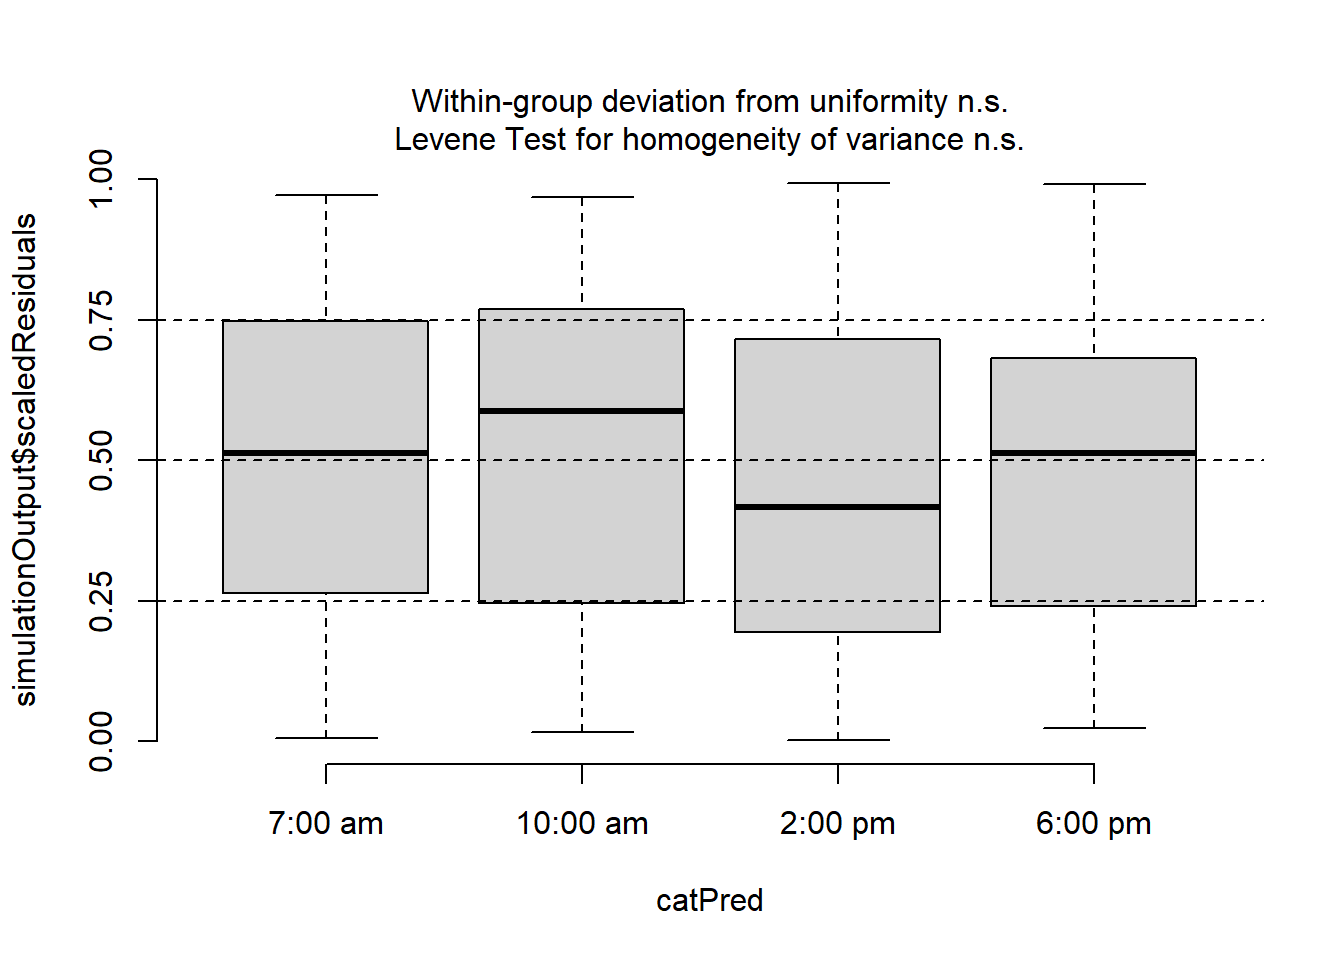 Within-group deviation from uniformity n.s.
Levene Test for homogeneity of variance n.s.
simulationOutput$scaledResiduals
1.00
0.75
0.50
0.25
0.00
7:00 am
10:00 am
2:00 pm
6:00 pm
catPred